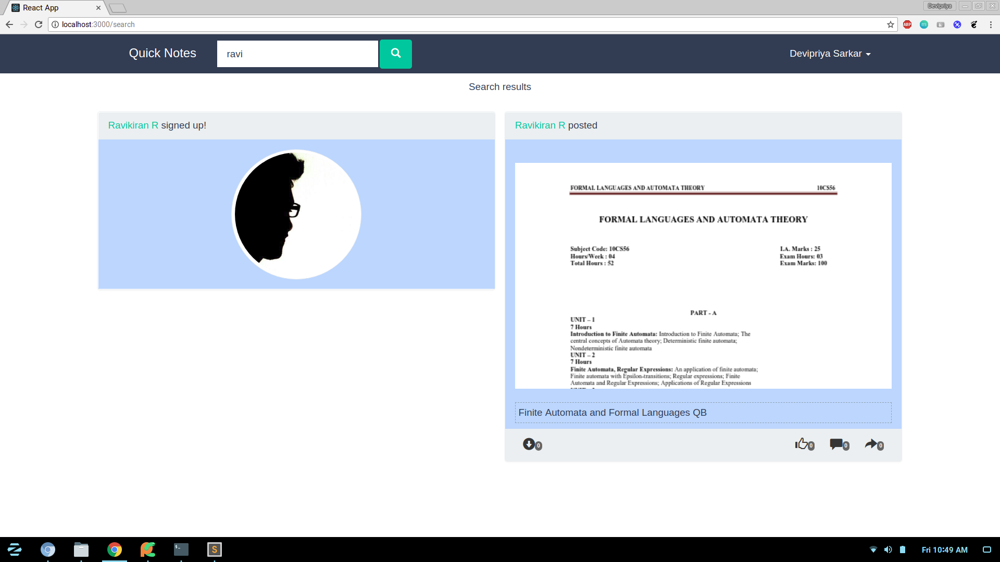 React App
Devipriya
localhost:3000/search
ABP
m
Quick Notes
ravi
Devipriya Sarkar
Search results
Ravikiran R signed up!
Ravikiran R posted
FORMAL LANGUAGES AND AUTOMATA THEORY 10CS56
FORMAL LANGUAGES AND AUTOMATA THEORY
Subject Code: 10CS56 I.A. Marks : 25
Hours/Week : 04 Exam Hours: 03
Total Hours : 52 Exam Marks: 100
PART - A
UNIT – 1
7 Hours
Introduction to Finite Automata: Introduction to Finite Automata; The
central concepts of Automata theory; Deterministic finite automata;
Nondeterministic finite automata
UNIT – 2
7 Hours
Finite Automata, Regular Expressions: An application of finite automata;
Finite automata with Epsilon-transitions; Regular expressions; Finite
Automata and Regular Expressions; Applications of Regular Expressions
Finite Automata and Formal Languages QB
0 0 0 0
$_
S
Fri 10:49 AM